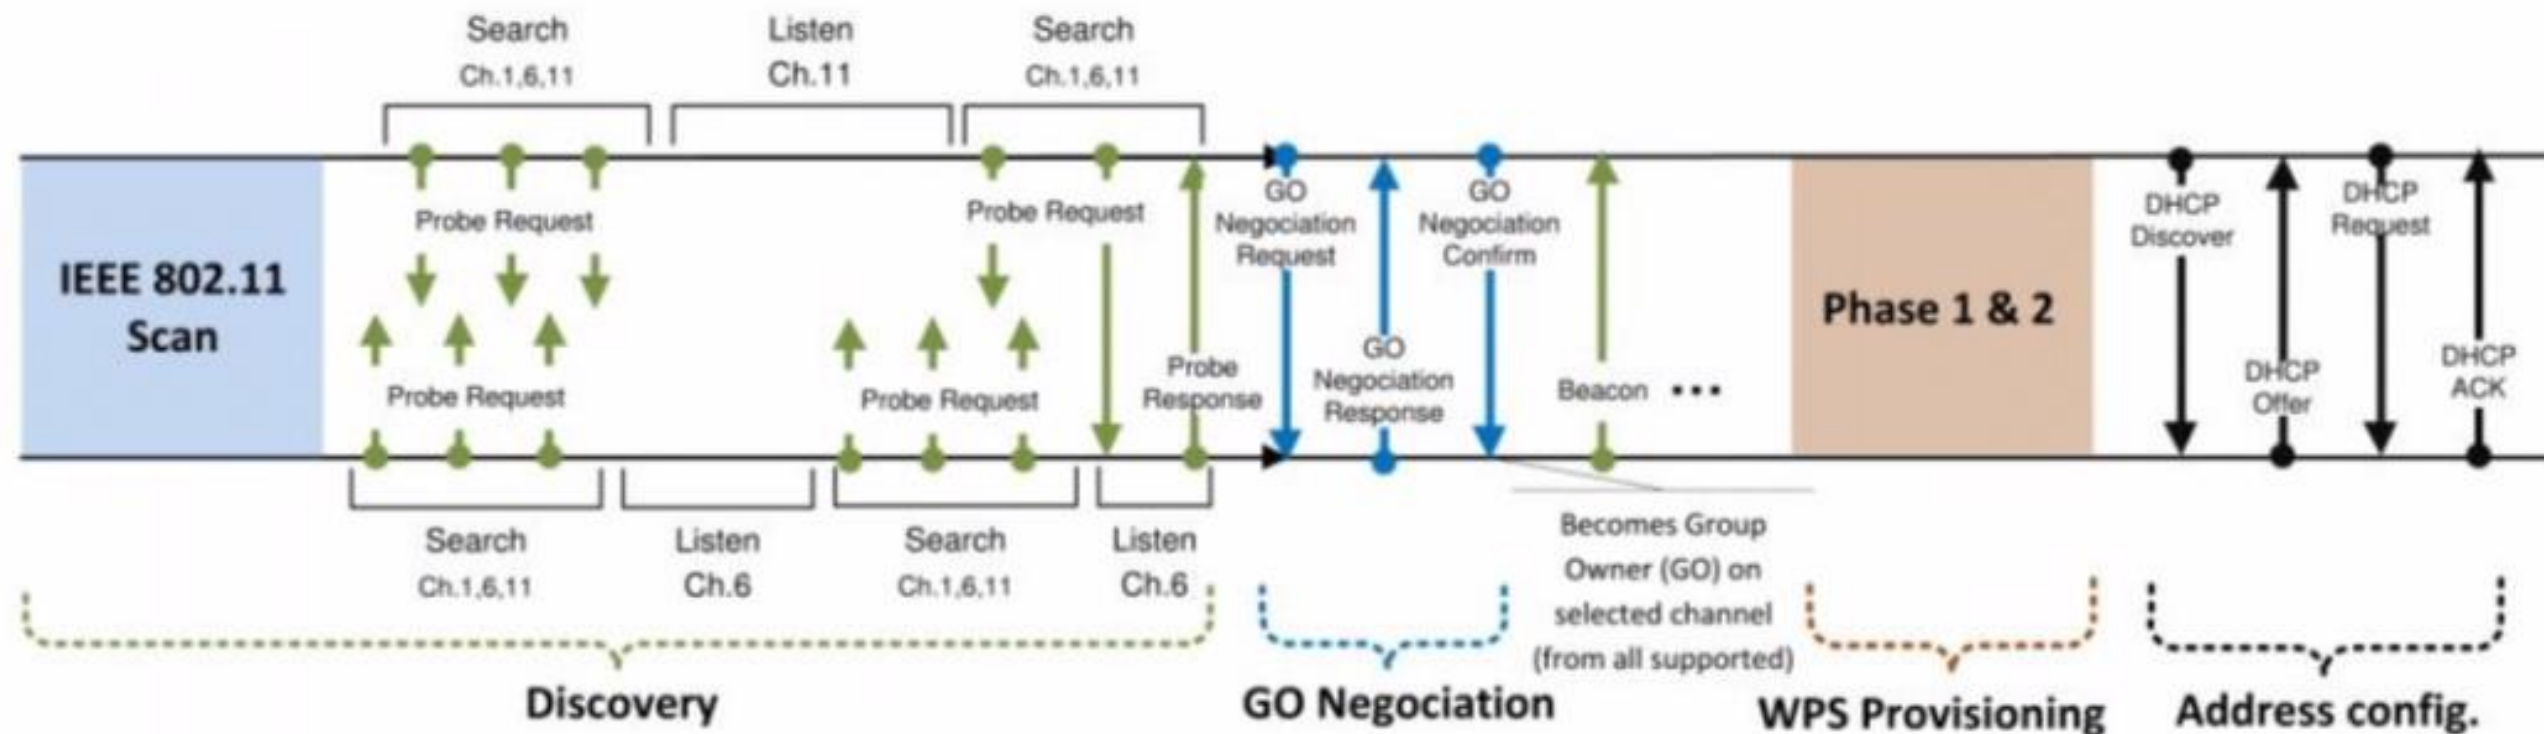 Search
Ch.1,6,11
Listen
Ch.11
Search
Ch.1,6,11
IEEE 802.11
Scan
Probe Request
Probe Request
Probe Request
Probe Request
Probe
Response
GO
Negociation
Request
GO
Negociation
Response
GO
Negociation
Confirm
Beacon ...
Phase 1 & 2
DHCP
Discover
DHCP
Offer
DHCP
Request
DHCP
ACK
Search
Ch.1,6,11
Listen
Ch.6
Search
Ch.1,6,11
Listen
Ch.6
Becomes Group
Owner (GO) on
selected channel
(from all supported)
Discovery
GO Negociation
WPS Provisioning
Address config.